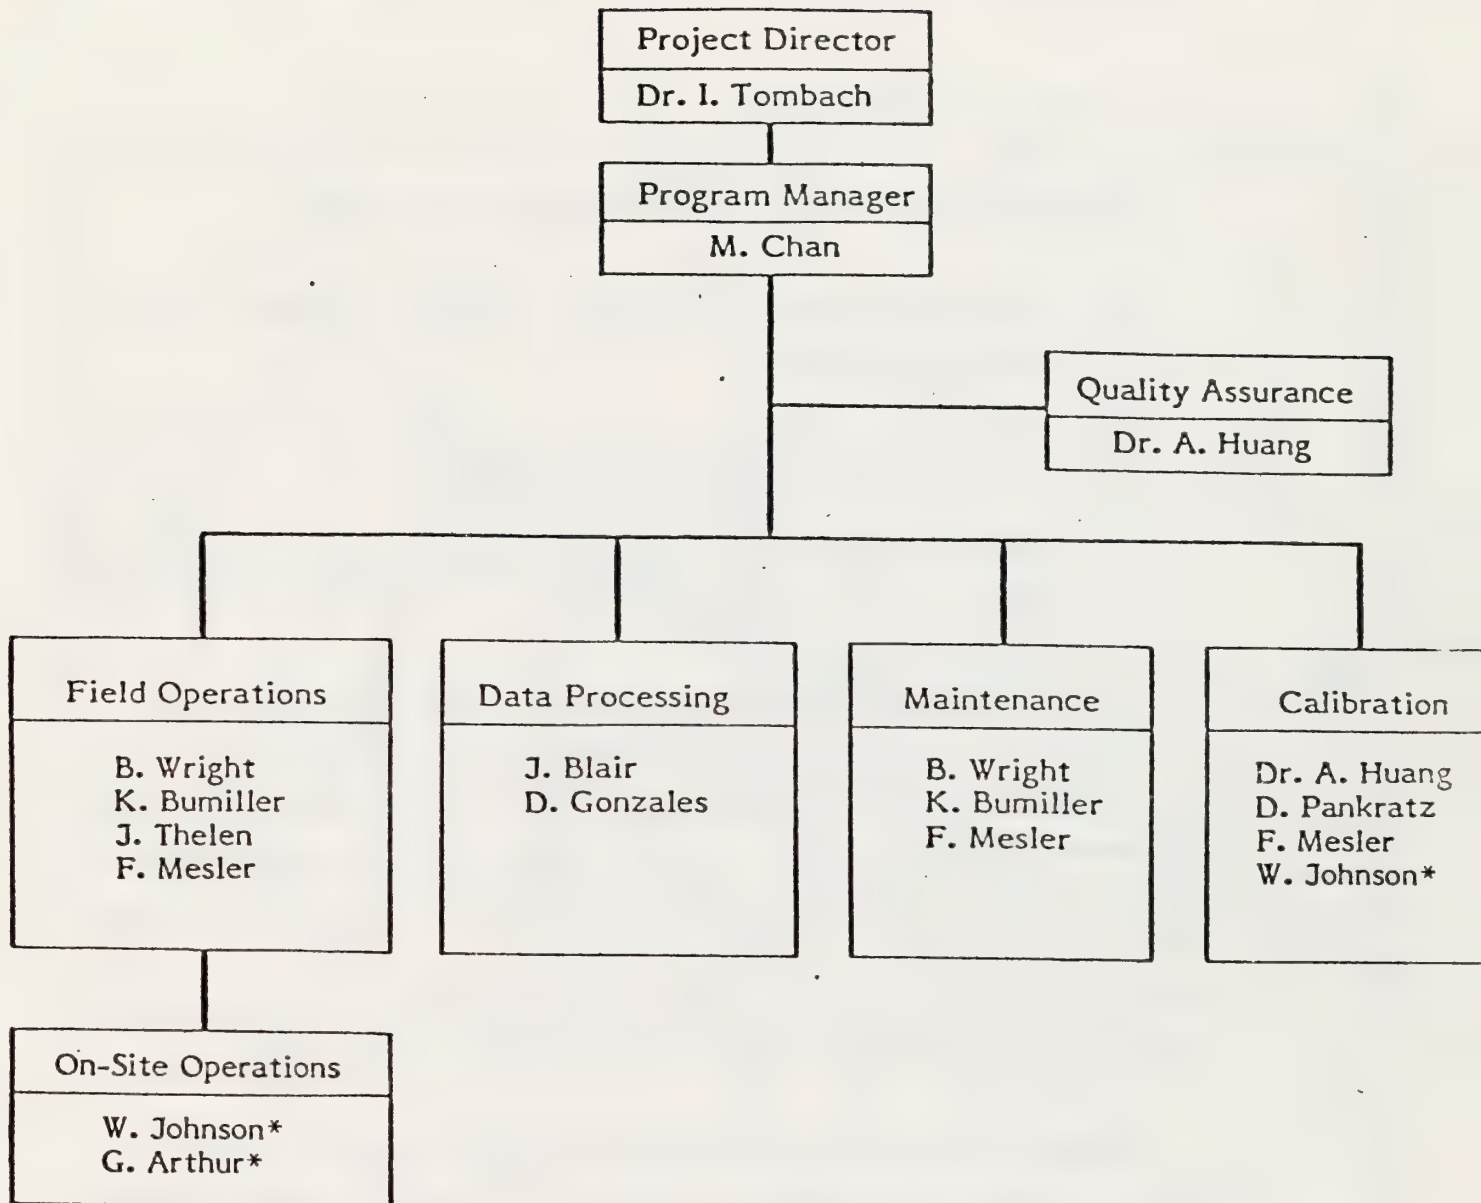 Project Director
Dr. I. Tombach
Program Manager
M. Chan
Quality Assurance
Dr. A. Huang
Field Operations
B. Wright
K. Bumiller
J. Thelen
F. Mesler
Data Processing
J. Blair
D. Gonzales
Maintenance
B. Wright
K. Bumiller
F. Mesler
Calibration
Dr. A. Huang
D. Pankratz
F. Mesler
W. Johnson*
On-Site Operations
W. Johnson*
G. Arthur*